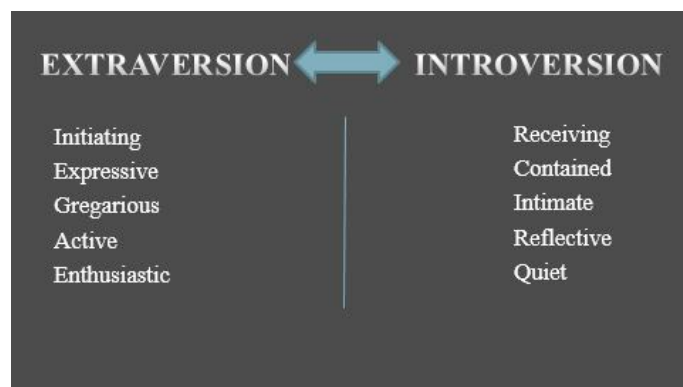 EXTRAVERSION INTROVERSION
Initiating
Expressive
Gregarious
Active
Enthusiastic
Receiving
Contained
Intimate
Reflective
Quiet